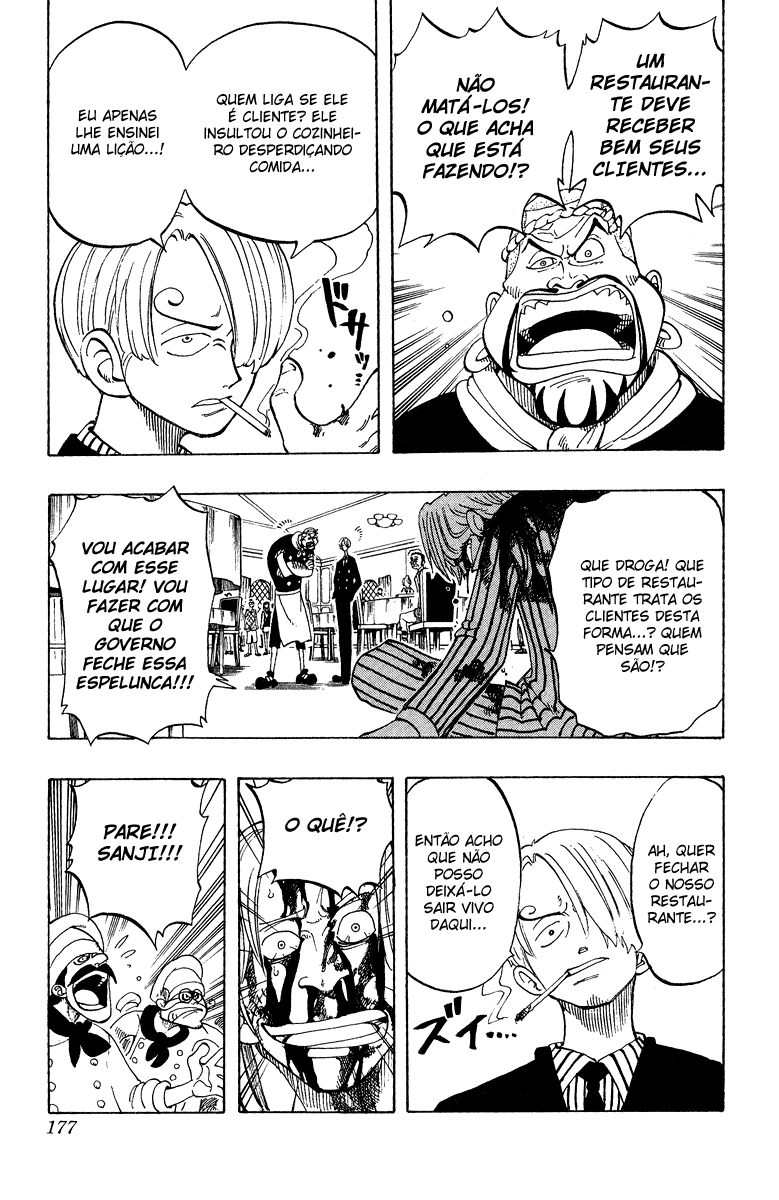 UM
RESTAURAN-
TE DEVE
RECEBER
BEM SEUS
CLIENTES...
NÃO
MATÁ-LOS!
O QUE ACHA
QUE ESTÁ
FAZENDO!?
QUEM LIGA SE ELE
É CLIENTE? ELE
INSULTOU O COZINHEI-
RO DESPERDIÇANDO
COMIDA...
EU APENAS
LHE ENSINEI
UMA LIÇÃO...!
ドサ..
QUE DROGA! QUE
TIPO DE RESTAU-
RANTE TRATA OS
CLIENTES DESTA
FORMA...? QUEM
PENSAM QUE
SÃO!?
VOU ACABAR
COM ESSE
LUGAR! VOU
FAZER COM
QUE O
GOVERNO
FECHE ESSA
ESPELUNCA!!!
AH, QUER
FECHAR
O NOSSO
RESTAU-
RANTE...?
ENTÃO ACHO
QUE NÃO
POSSO
DEIXÁ-LO
SAIR VIVO
DAQUI...
ズイ....
O QUÊ!?
PARE!!!
SANJI!!!
177